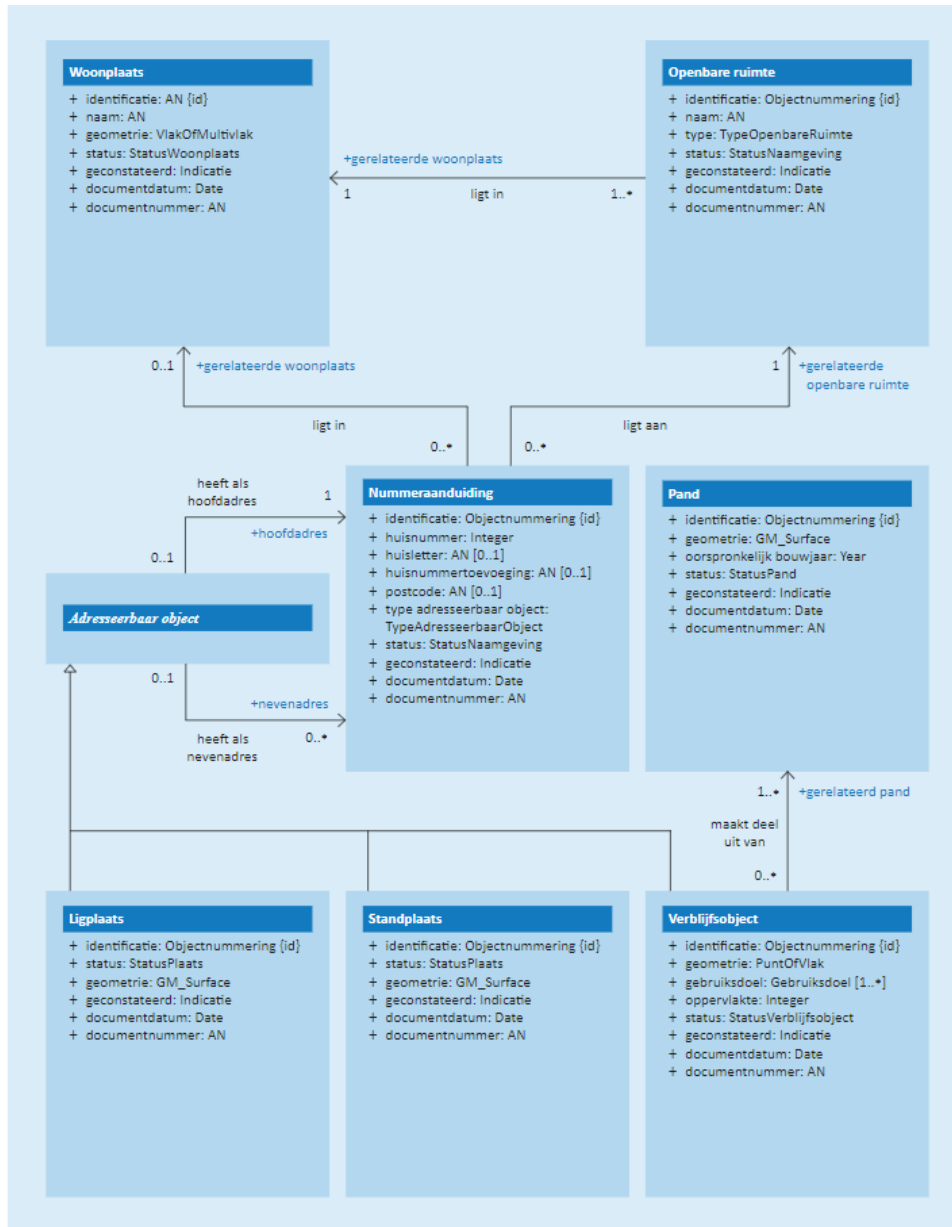 Woonplaats
+ identificatie: AN {id}
+ naam: AN
+ geometrie: VlakOfMultivlak
+ status: StatusWoonplaats
+ geconstateerd: Indicatie
+ documentdatum: Date
+ documentnummer: AN
+gerelateerde woonplaats
1
ligt in
1..*
Openbare ruimte
+ identificatie: Objectnummering {id}
+ naam: AN
+ type: TypeOpenbareRuimte
+ status: StatusNaamgeving
+ geconstateerd: Indicatie
+ documentdatum: Date
+ documentnummer: AN
0..1
+gerelateerde woonplaats
ligt in
0..*
1
+gerelateerde
openbare ruimte
ligt aan
0..*
heeft als
hoofdadres
1
+hoofdadres
0..1
Adresseerbaar object
0..1
+nevenadres
heeft als
nevenadres
0..*
Nummeraanduiding
+ identificatie: Objectnummering {id}
+ huisnummer: Integer
+ huisletter: AN [0..1]
+ huisnummertoevoeging: AN [0..1]
+ postcode: AN [0..1]
+ type adresseerbaar object:
TypeAdresseerbaarObject
+ status: StatusNaamgeving
+ geconstateerd: Indicatie
+ documentdatum: Date
+ documentnummer: AN
Pand
+ identificatie: Objectnummering {id}
+ geometrie: GM_Surface
+ oorspronkelijk bouwjaar: Year
+ status: StatusPand
+ geconstateerd: Indicatie
+ documentdatum: Date
+ documentnummer: AN
1..*
+gerelateerd pand
maakt deel
uit van
0..*
Ligplaats
+ identificatie: Objectnummering {id}
+ status: StatusPlaats
+ geometrie: GM_Surface
+ geconstateerd: Indicatie
+ documentdatum: Date
+ documentnummer: AN
Standplaats
+ identificatie: Objectnummering {id}
+ status: StatusPlaats
+ geometrie: GM_Surface
+ geconstateerd: Indicatie
+ documentdatum: Date
+ documentnummer: AN
Verblijfsobject
+ identificatie: Objectnummering {id}
+ geometrie: PuntOfVlak
+ gebruiksdoel: Gebruiksdoel [1..*]
+ oppervlakte: Integer
+ status: StatusVerblijfsobject
+ geconstateerd: Indicatie
+ documentdatum: Date
+ documentnummer: AN